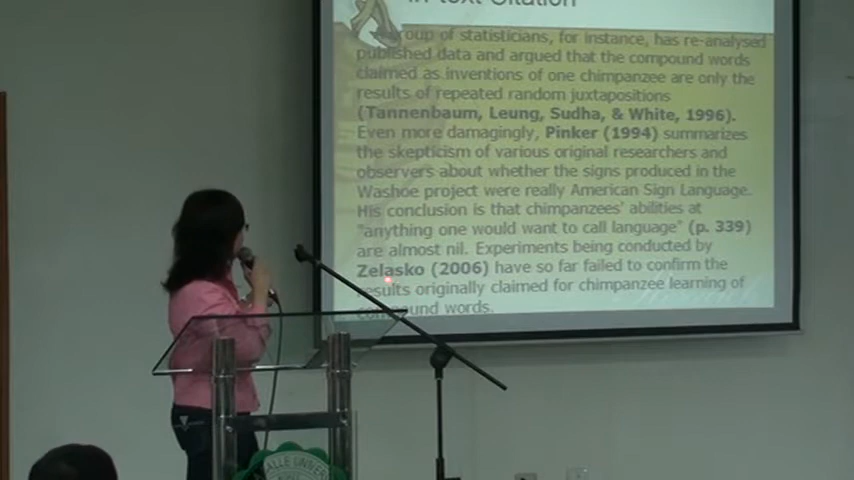 In-text Citation
group of statisticians, for instance, has re-analysed
published data and argued that the compound words
claimed as inventions of one chimpanzee are only the
results of repeated random juxtapositions
(Tannenbaum, Leung, Sudha, & White, 1996).
Even more damagingly, Pinker (1994) summarizes
the skepticism of various original researchers and
observers about whether the signs produced in the
Washoe project were really American Sign Language.
His conclusion is that chimpanzees' abilities at
"anything one would want to call language" (p. 339)
are almost nil. Experiments being conducted by
Zelasko (2006) have so far failed to confirm the
results originally claimed for chimpanzee learning of
compound words.